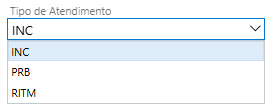 Tipo de Atendimento
INC
INC
PRB
RITM